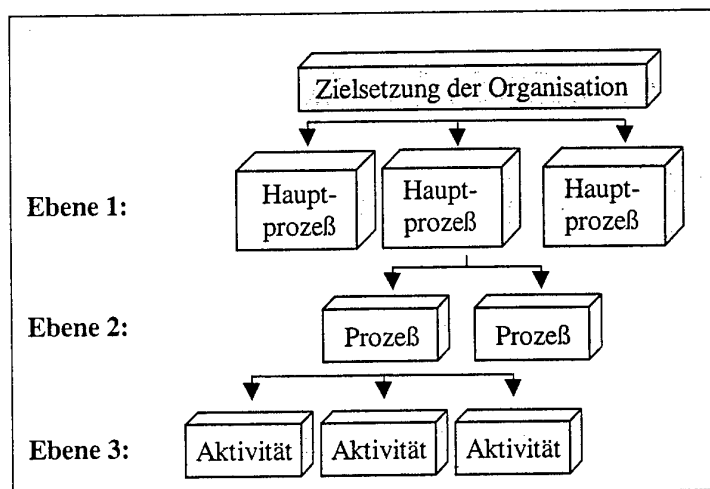 Zielsetzung der Organisation
Ebene 1:
Haupt-
prozeß
Haupt-
prozeß
Haupt-
prozeß
Ebene 2:
Prozeß
Prozeß
Ebene 3:
Aktivität
Aktivität
Aktivität